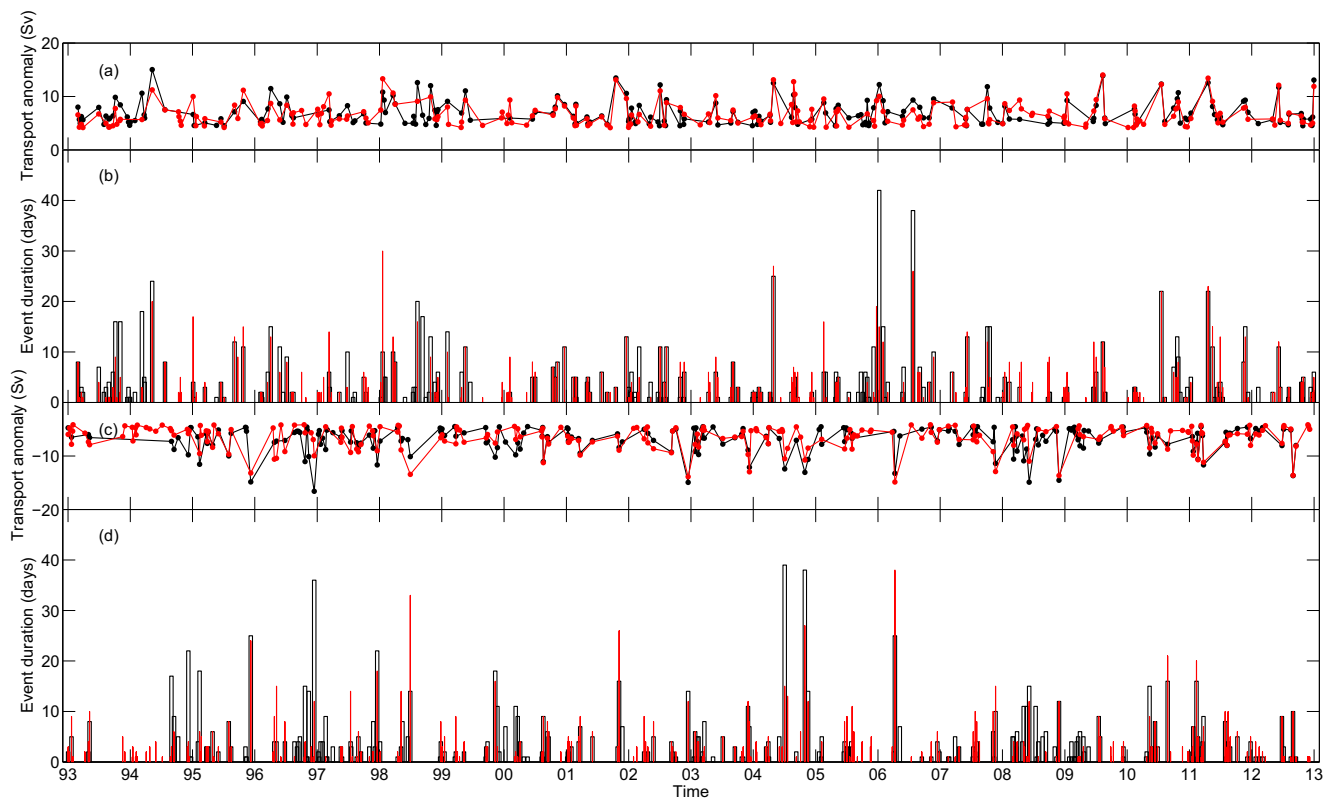 Transport anomaly (Sv)
20
10
0
(a)
Event duration (days)
40
30
20
10
0
(b)
Transport anomaly (Sv)
−10
−20
(c)
Event duration (days)
40
30
20
10
0
(d)
93 94 95 96 97 98 99 00 01 02 03 04 05 06 07 08 09 10 11 12 13
Time